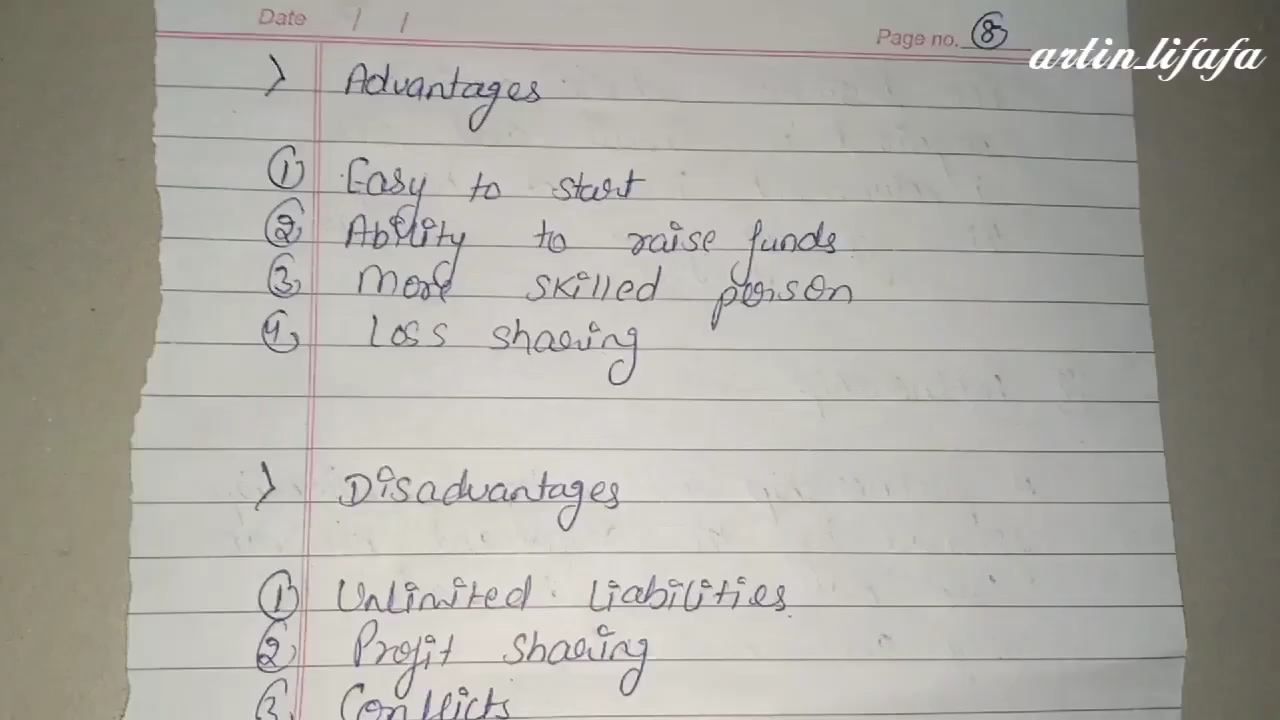 Date / /
Page no. 8
artin_lifafa
> Advantages
1 Easy to start
2 Ability to raise funds
3 More skilled person
4 Loss sharing
> Disadvantages
1 Unlimited Liabilities
2 Profit sharing
3 Conflicts